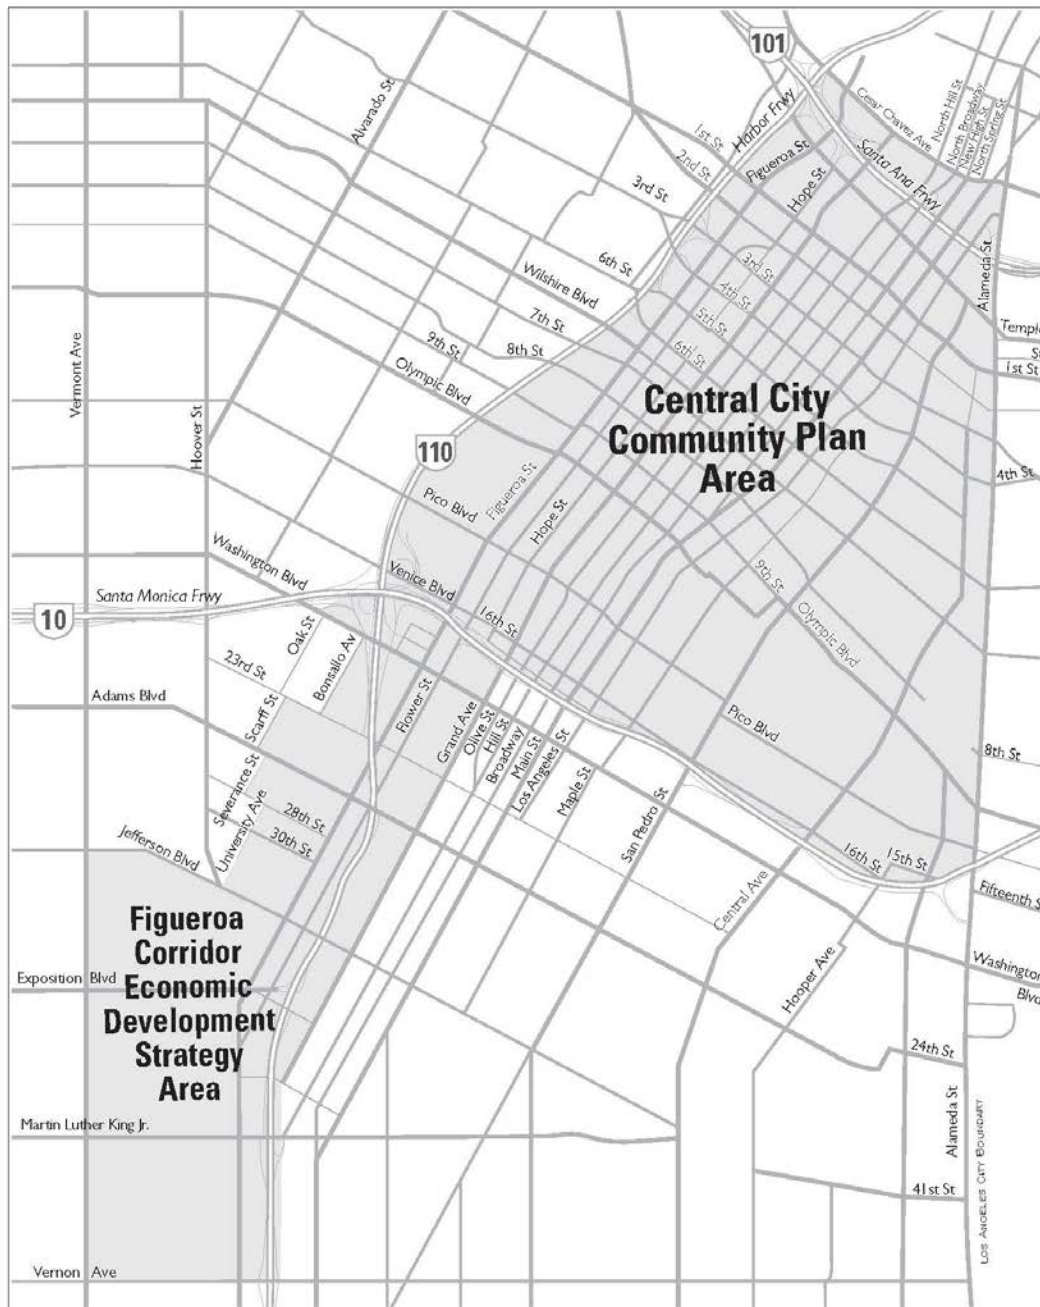 101
Alvarado St
Harbor Frwy
Cesar Chavez Ave
North Hill St
North Broadway
New High St
North Spring St
1st St
2nd St
Figueroa St
Santa Ana Frwy
3rd St
Hope St
6th St
3rd St
Alameda St
Wilshire Blvd
4th St
7th St
5th St
Temple
Vermont Ave
9th St
8th St
6th St
St
1st St
Olympic Blvd
Central City
Community Plan
Area
Hoover St
110
4th St
Pico Blvd
Figueroa St
Hope St
Washington Blvd
Venice Blvd
9th St
Santa Monica Frwy
10
16th St
Olympic Blvd
Oak St
23rd St
Bonsallo Av
Adams Blvd
Scarff St
Flower St
Grand Ave
Olive St
Hill St
Broadway
Main St
Los Angeles St
Pico Blvd
8th St
Severance St
University Ave
28th St
30th St
Maple St
San Pedro St
Jefferson Blvd
16th St
15th St
Central Ave
Fifteenth S
Figueroa
Corridor
Economic
Development
Strategy
Area
Exposition Blvd
Hooper Ave
Washington
Blvd
24th St
Martin Luther King Jr.
Alameda St
Los Angeles City Boundary
41st St
Vernon Ave